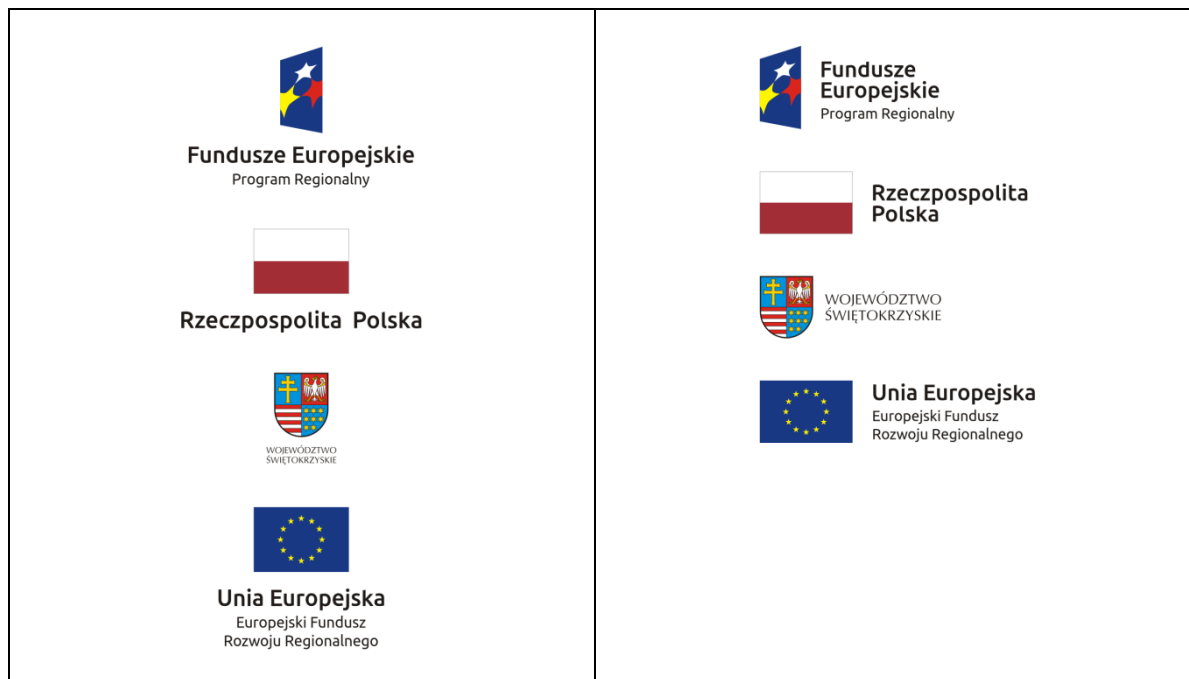 Fundusze Europejskie
Program Regionalny
Rzeczpospolita Polska
WOJEWÓDZTWO
ŚWIĘTOKRZYSKIE
Unia Europejska
Europejski Fundusz
Rozwoju Regionalnego
Fundusze
Europejskie
Program Regionalny
Rzeczpospolita
Polska
WOJEWÓDZTWO
ŚWIĘTOKRZYSKIE
Unia Europejska
Europejski Fundusz
Rozwoju Regionalnego